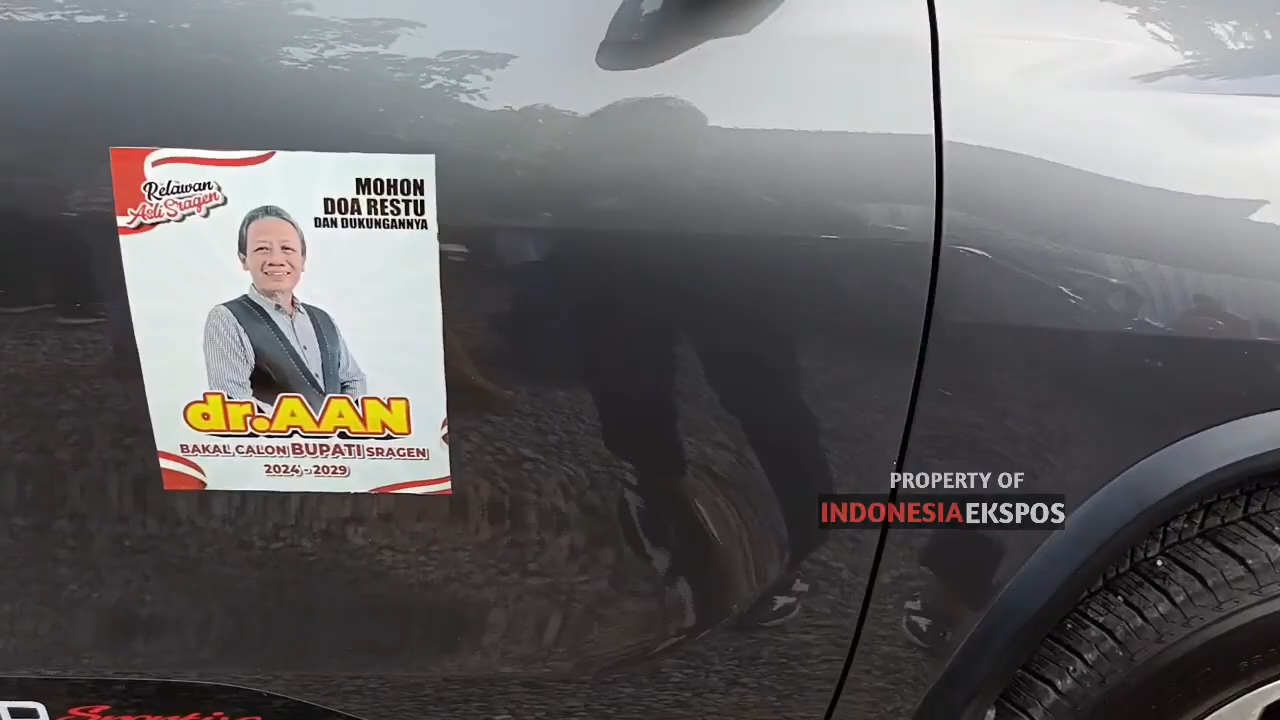 Relawan
Asli Sragen
MOHON
DOA RESTU
DAN DUKUNGANNYA
dr.AAN
BAKAL CALON BUPATI SRAGEN
2024 - 2029
PROPERTY OF
INDONESIAEKSPOS